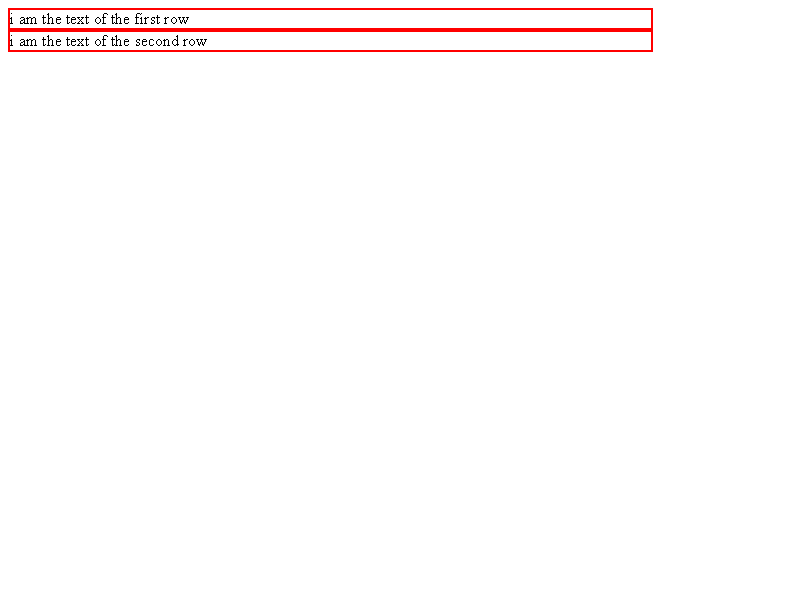 i am the text of the first row
i am the text of the second row